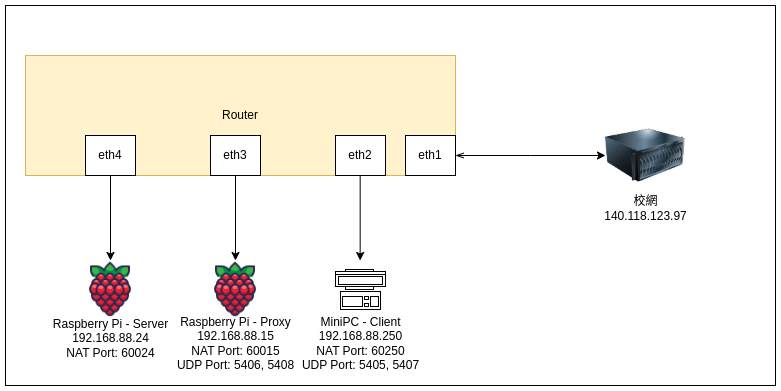 Router
eth4
eth3
eth2
eth1
校網
140.118.123.97
Raspberry Pi - Server
192.168.88.24
NAT Port: 60024
Raspberry Pi - Proxy
192.168.88.15
NAT Port: 60015
UDP Port: 5406, 5408
MiniPC - Client
192.168.88.250
NAT Port: 60250
UDP Port: 5405, 5407